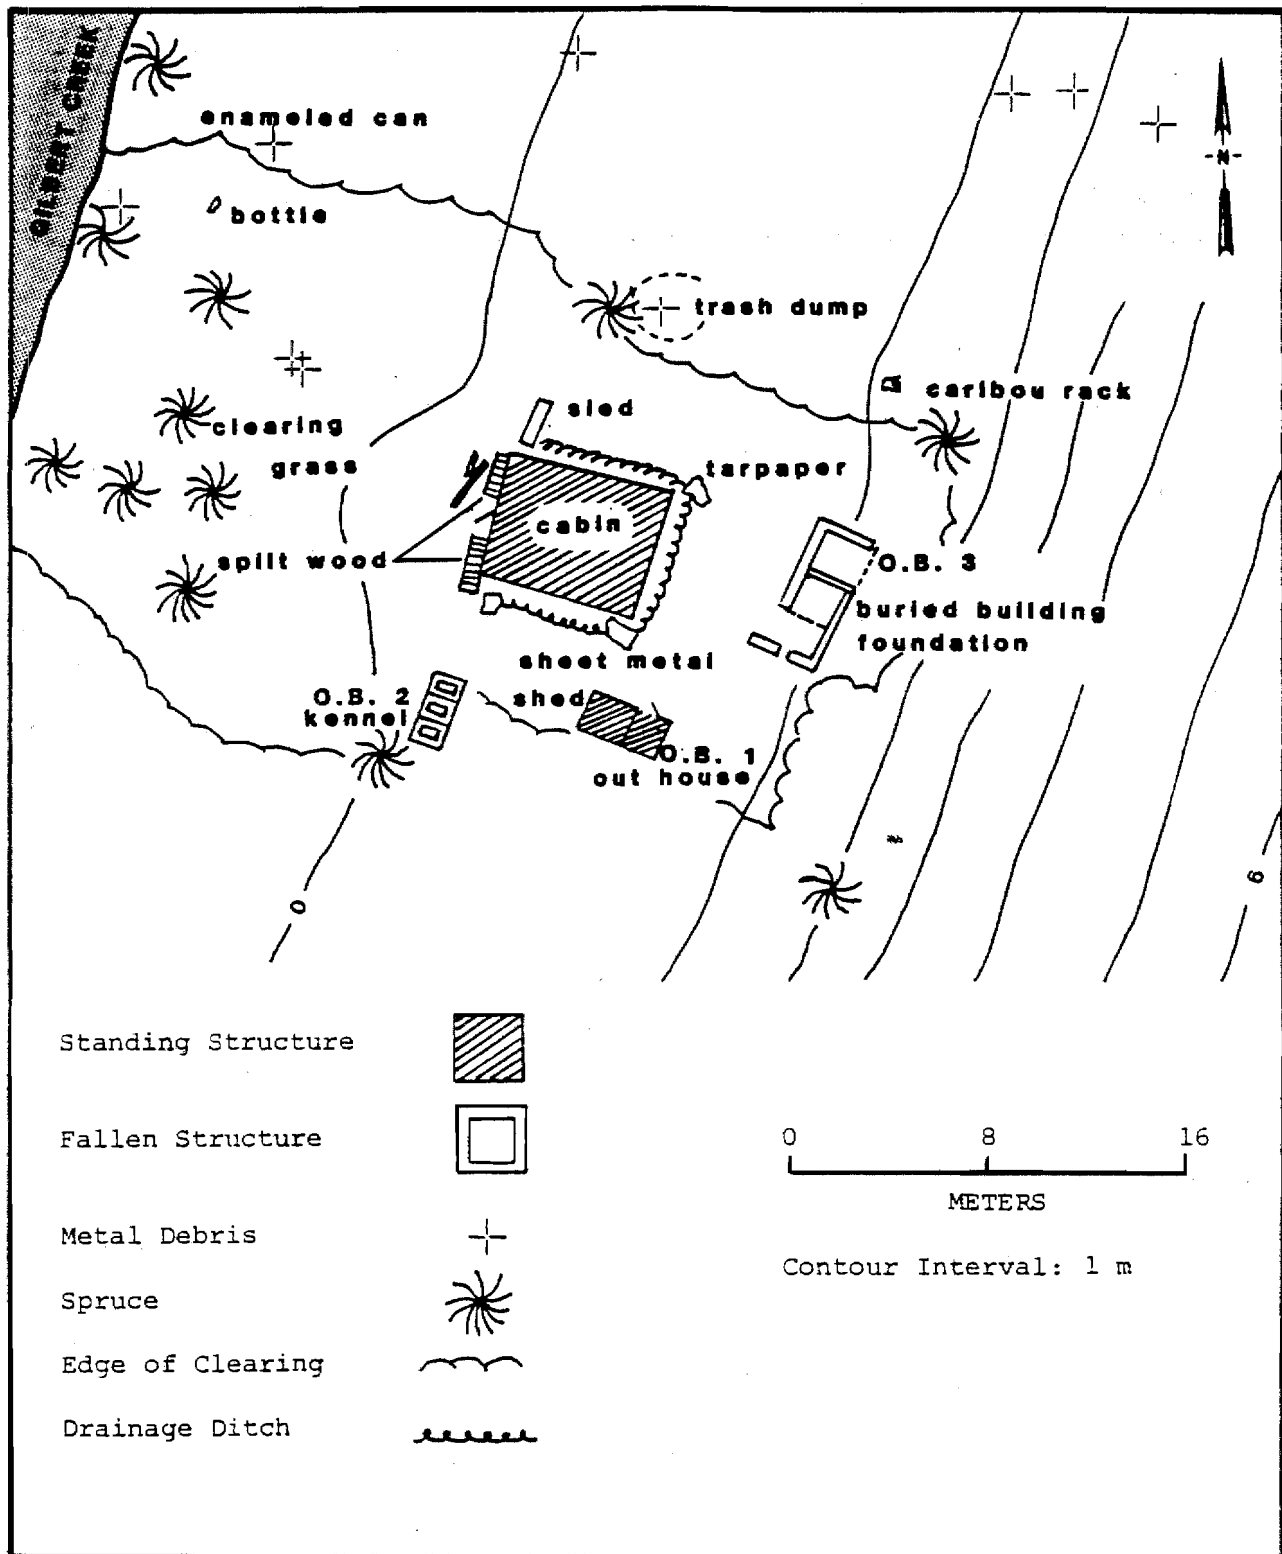 GILBERT CREEK
enameled can
bottle
-N-
trash dump
caribou rack
sled
clearing
grass
tarpaper
cabin
split wood
O.B. 3
buried building
foundation
sheet metal
shed
O.B. 2
kennel
O.B. 1
out house
0
4
6
Standing Structure
Fallen Structure
Metal Debris
Spruce
Edge of Clearing
Drainage Ditch
0 8 16
METERS
Contour Interval: 1 m